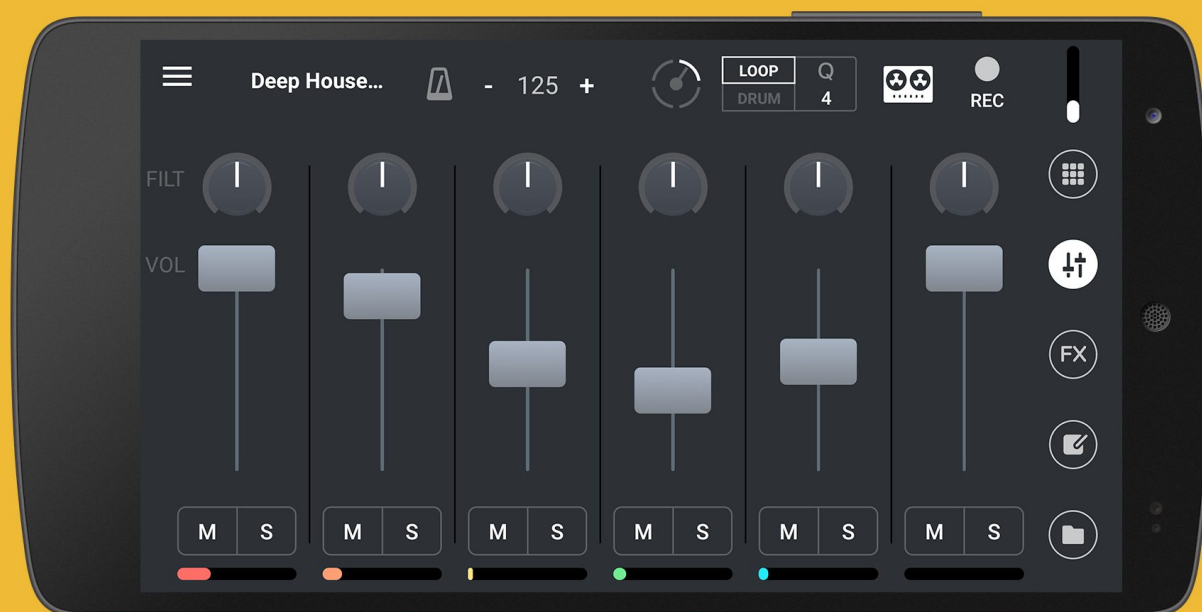 Deep House...
- 125 +
LOOP
Q
DRUM
4
REC
FILT
VOL
FX
M S
M S
M S
M S
M S
M S